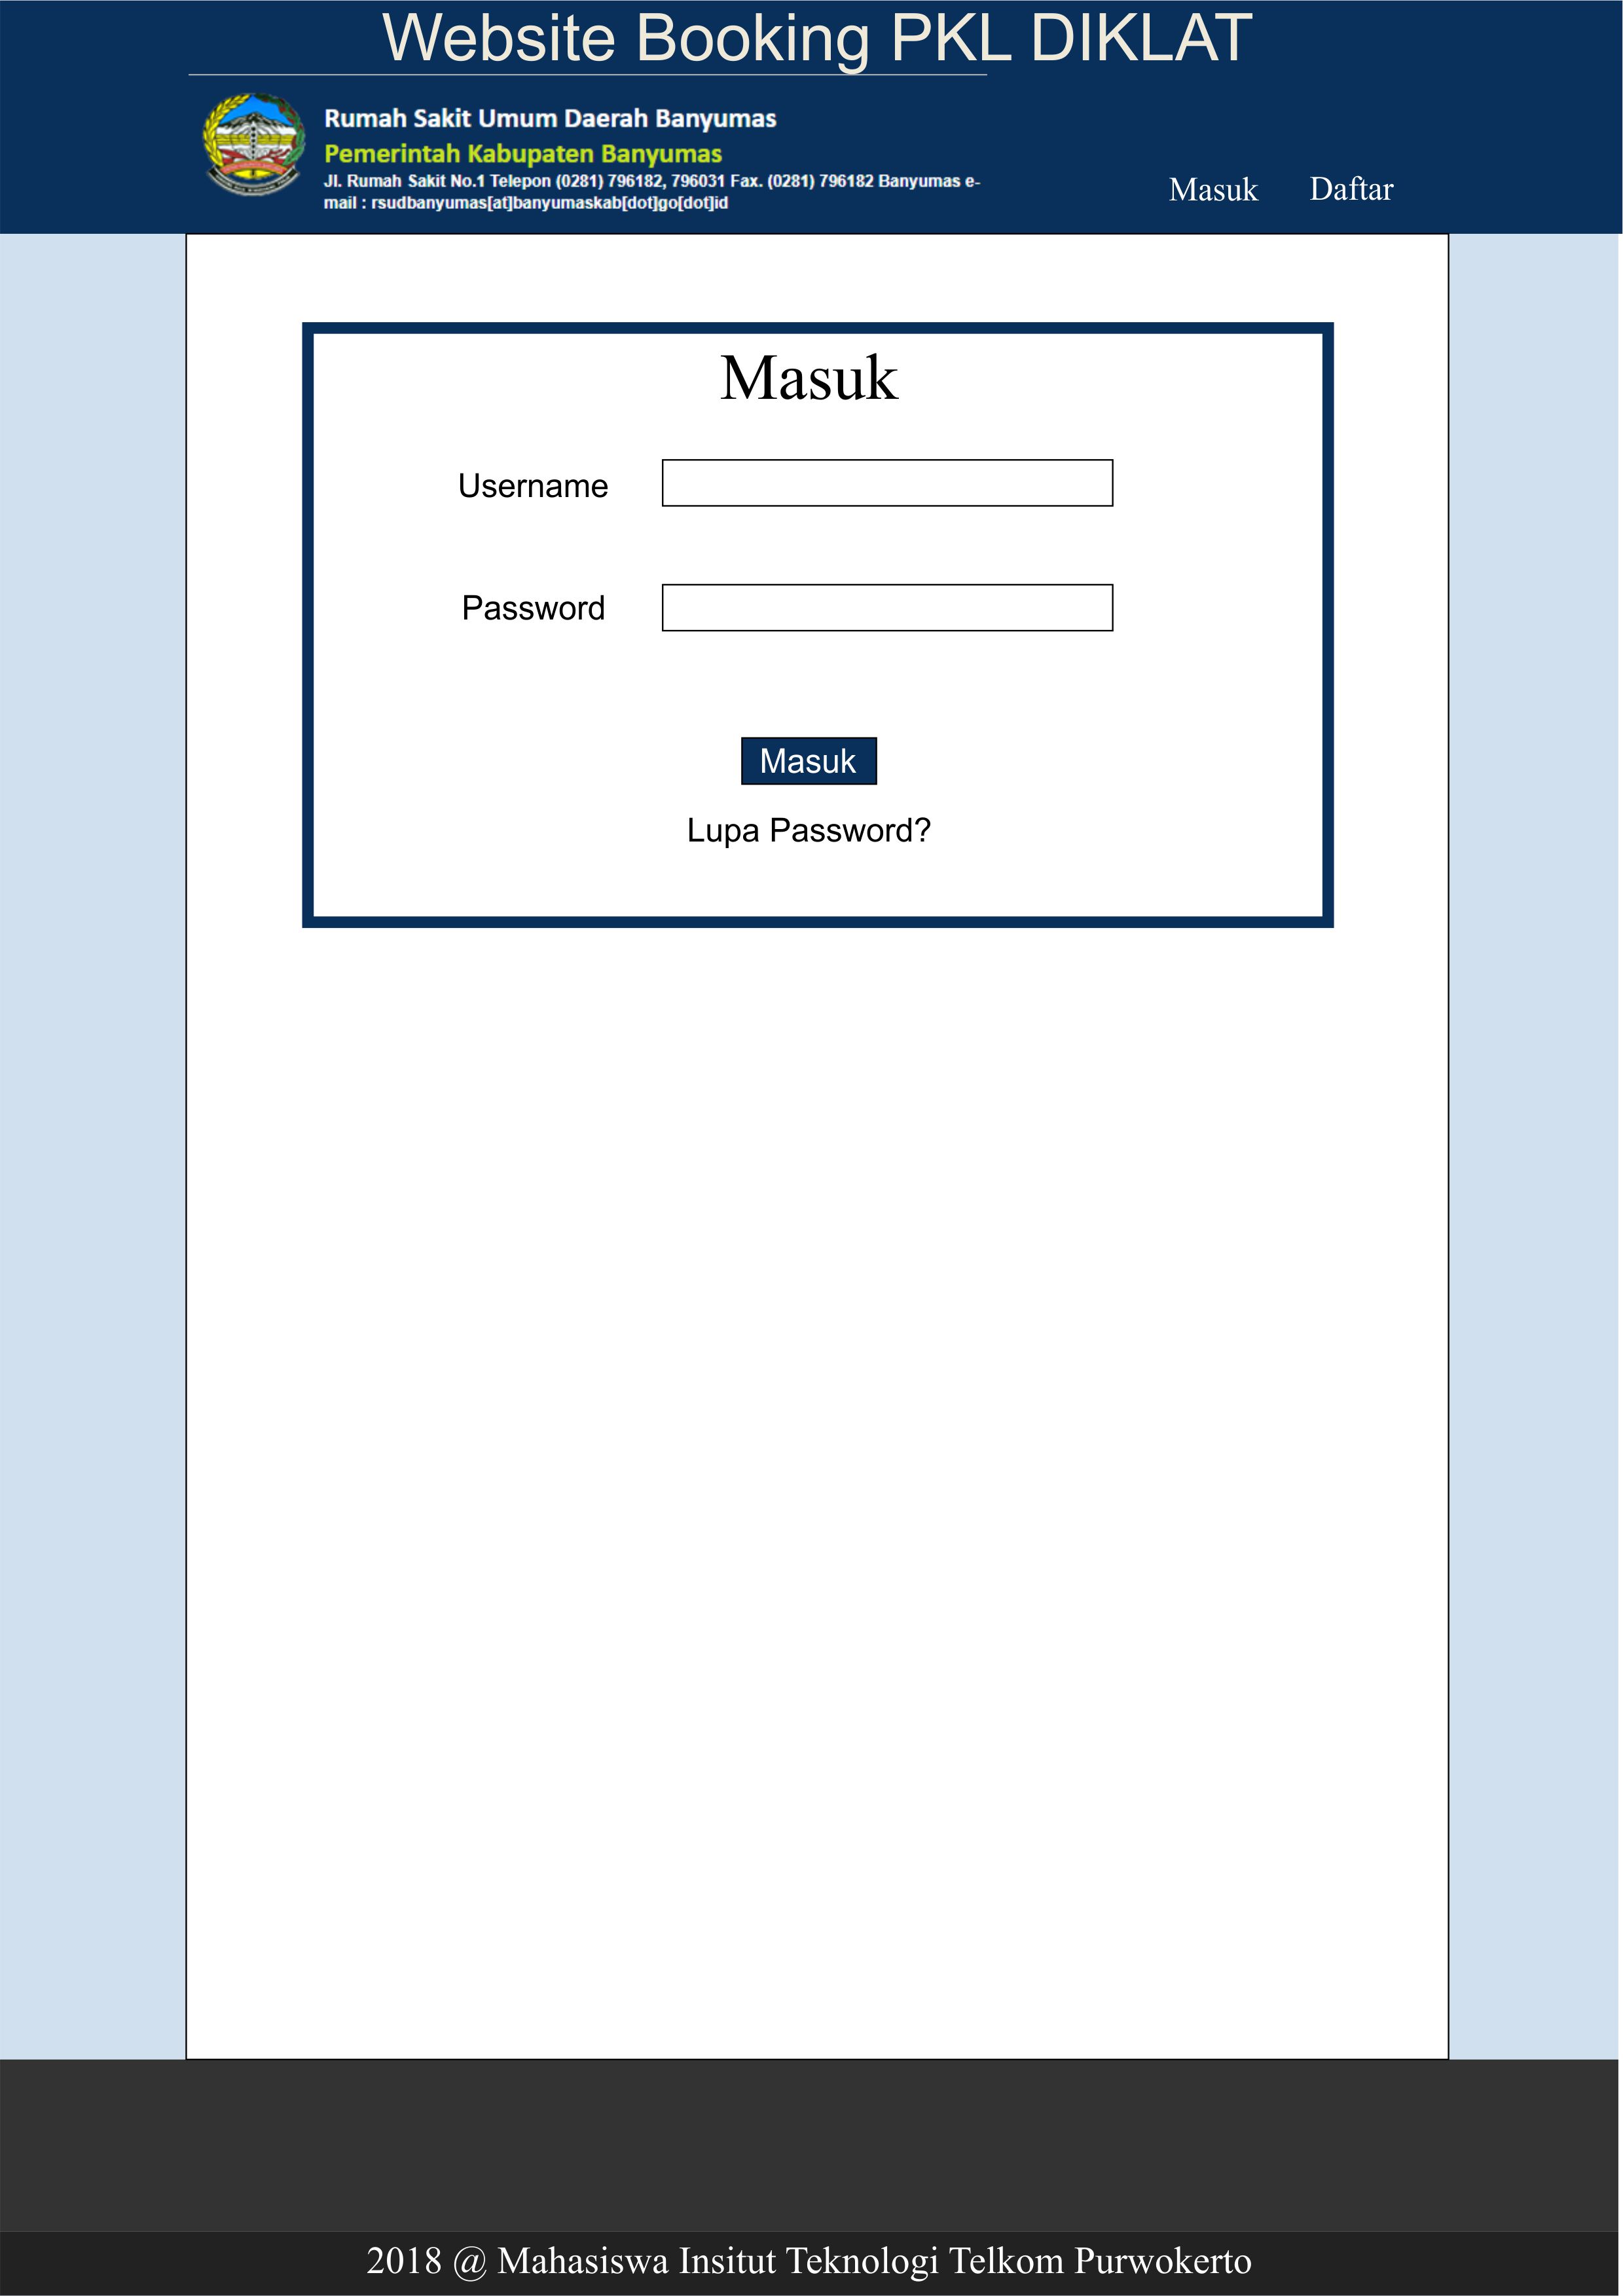 Website Booking PKL DIKLAT
Rumah Sakit Umum Daerah Banyumas
Pemerintah Kabupaten Banyumas
Jl. Rumah Sakit No.1 Telepon (0281) 796182, 796031 Fax. (0281) 796182 Banyumas e-
mail : rsudbanyumas[at]banyumaskab[dot]go[dot]id
Masuk Daftar
Masuk
Username
Password
Masuk
Lupa Password?
2018 @ Mahasiswa Insitut Teknologi Telkom Purwokerto